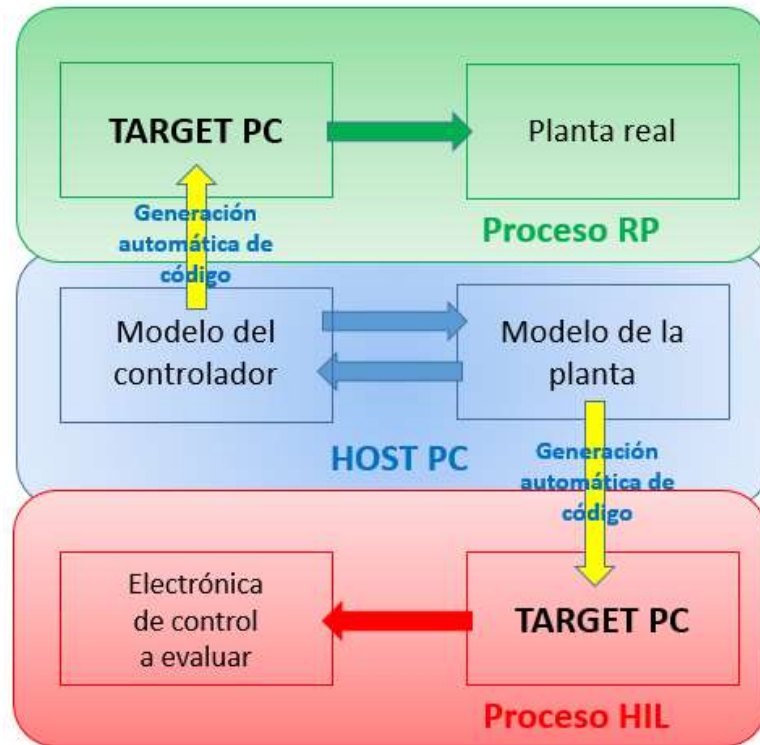 TARGET PC
Planta real
Generación
automática de
código
Proceso RP
Modelo del
controlador
Modelo de la
planta
HOST PC
Generación
automática de
código
Electrónica
de control
a evaluar
TARGET PC
Proceso HIL